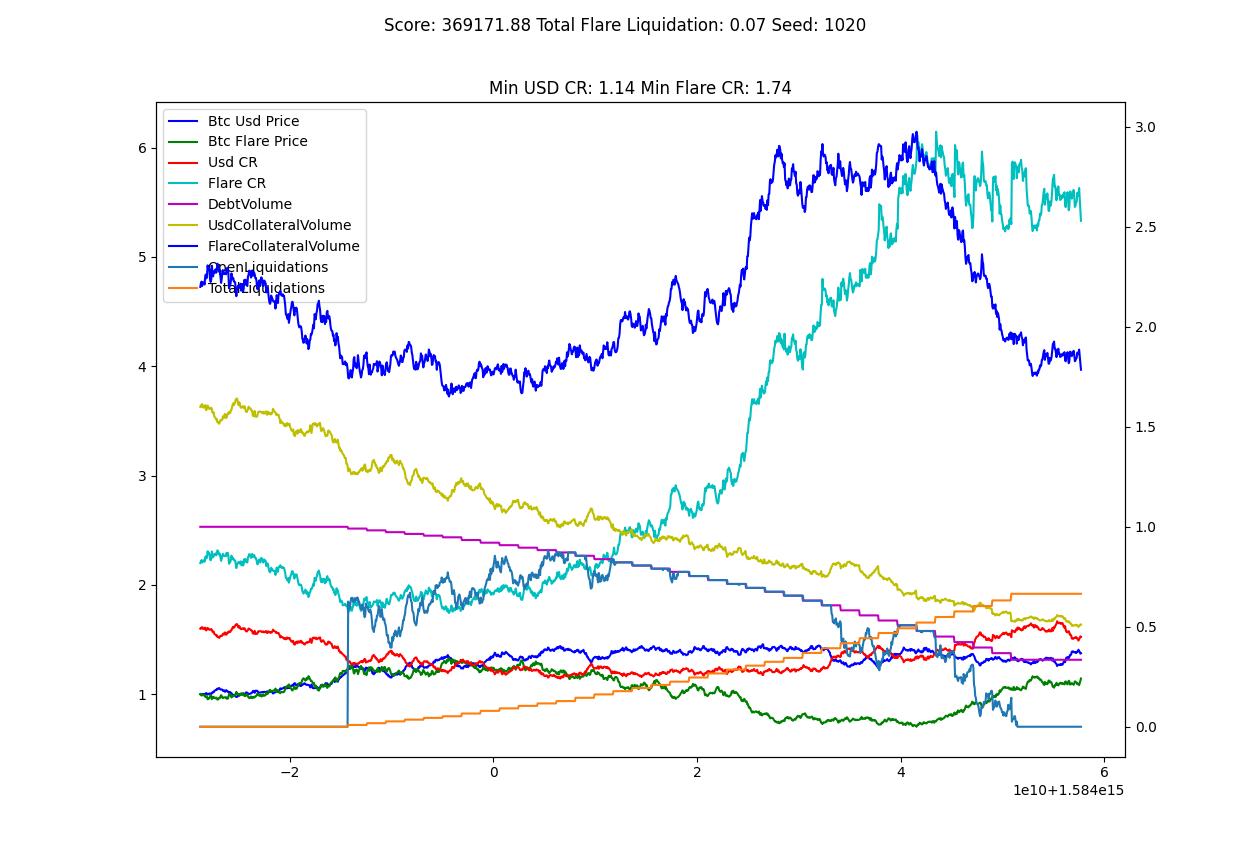 Score: 369171.88 Total Flare Liquidation: 0.07 Seed: 1020
Min USD CR: 1.14 Min Flare CR: 1.74
Btc Usd Price
Btc Flare Price
Usd CR
Flare CR
DebtVolume
UsdCollateralVolume
FlareCollateralVolume
OpenLiquidations
TotalLiquidations
6
5
4
3
2
1
3.0
2.5
2.0
1.5
1.0
0.5
0.0
−2
0
2
4
6
1e10+1.584e15